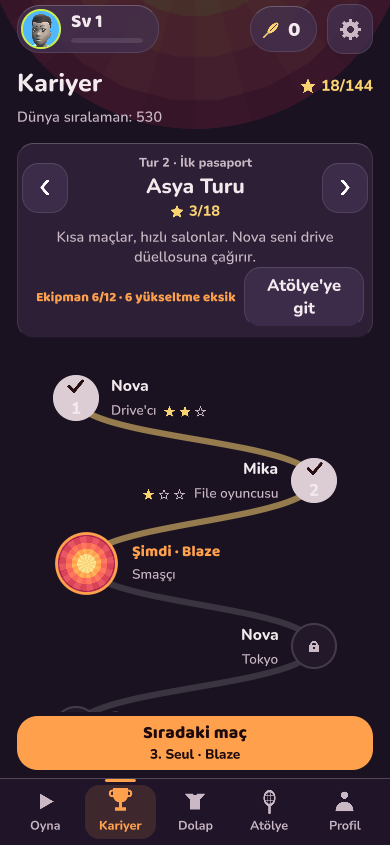 Sv 1
0
Kariyer
18/144
Dünya sıralaman: 530
Tur 2 · İlk pasaport
Asya Turu
3/18
Kısa maçlar, hızlı salonlar. Nova seni drive
düellosuna çağırır.
Ekipman 6/12 · 6 yükseltme eksik
Atölye'ye
git
Nova
1
Drive'cı
Mika
2
File oyuncusu
Şimdi · Blaze
Smaşçı
Nova
Tokyo
Sıradaki maç
3. Seul · Blaze
Oyna
Kariyer
Dolap
Atölye
Profil